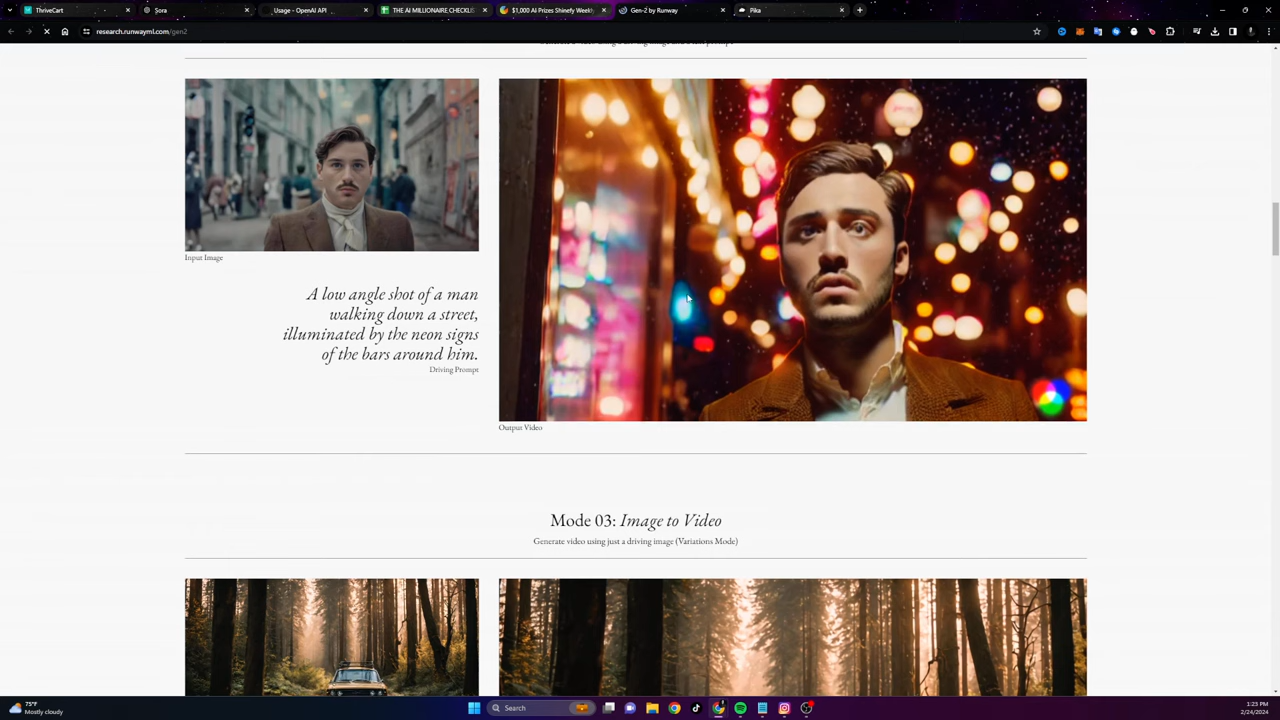 ThriveCart
Sora
Usage - OpenAI API
THE AI MILLIONAIRE CHECKLIS
$1,000 AI Prizes Shinefy Weekly
Gen-2 by Runway
Pika
research.runwayml.com/gen2
Input Image
A low angle shot of a man
walking down a street,
illuminated by the neon signs
of the bars around him.
Driving Prompt
Output Video
Mode 03: Image to Video
Generate video using just a driving image (Variations Mode)
75°F
Mostly cloudy
Search
1:23 PM
2/24/2024